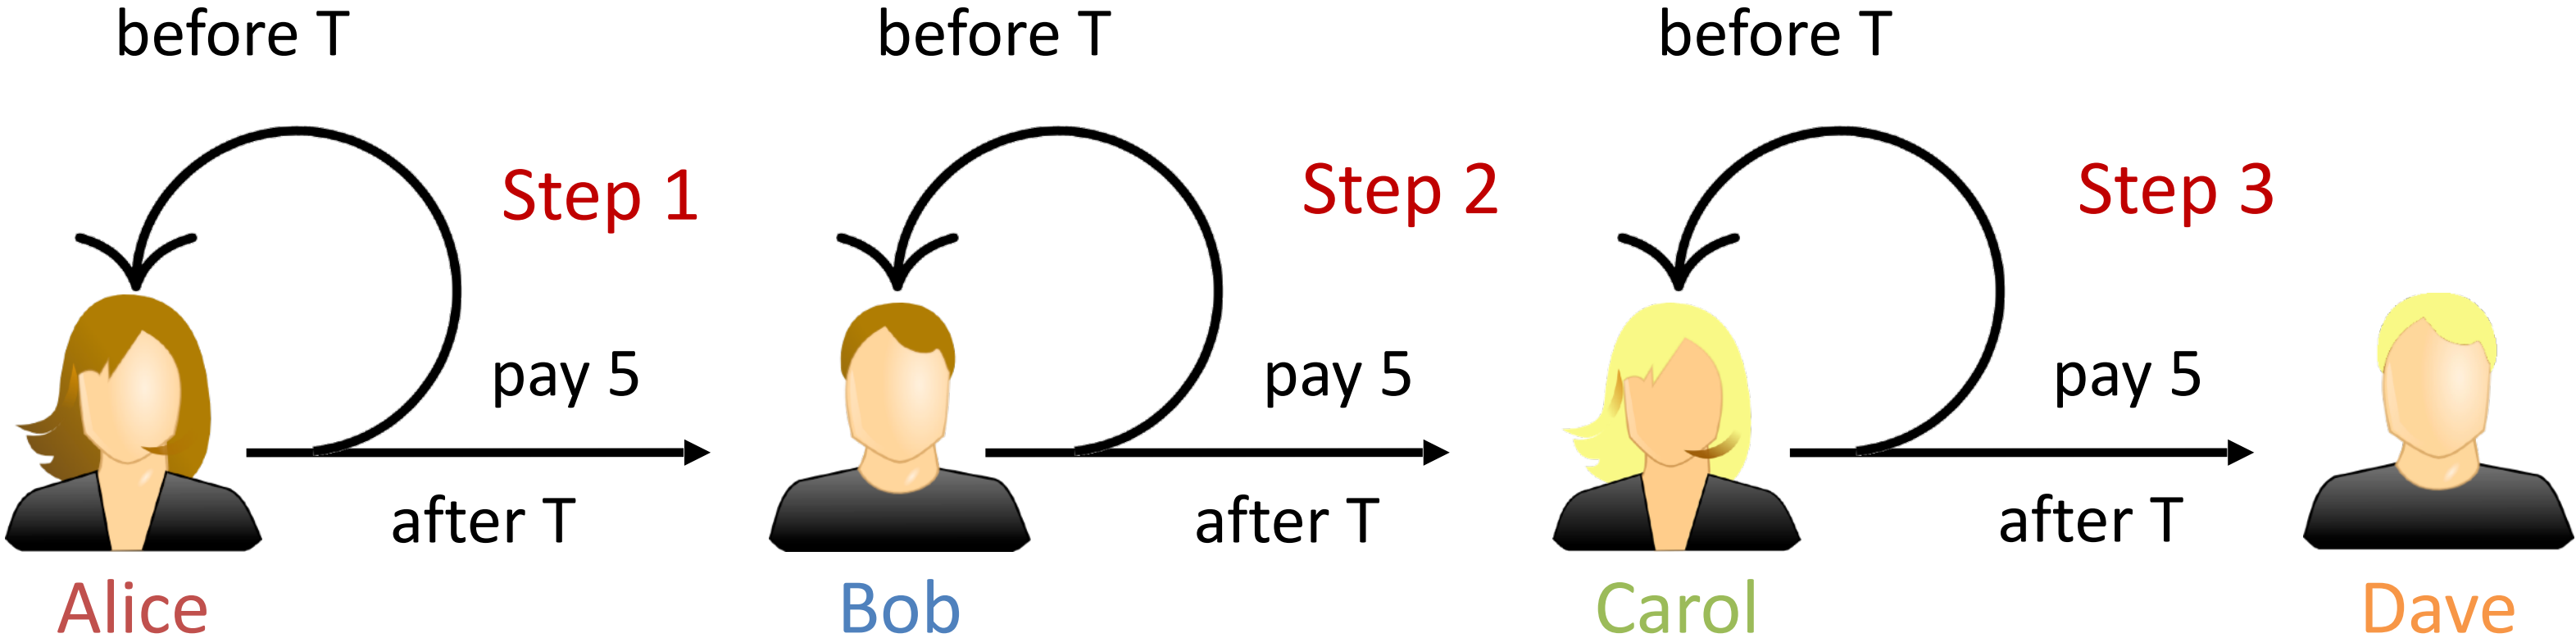 before T
before T
before T
Step 1
Step 2
Step 3
pay 5
pay 5
pay 5
after T
after T
after T
Alice
Bob
Carol
Dave